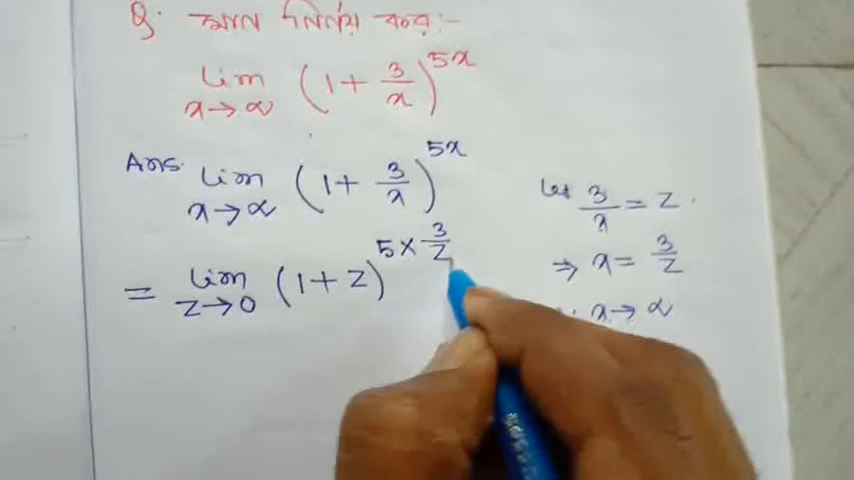 Q. মান নির্ণয় কর:-
lim x→∞ (1 + 3/x)^5x
Ans. lim x→∞ (1 + 3/x)^5x
let 3/x = z
= lim z→0 (1 + z)^5×3/z
⇒ x = 3/z
x→∞